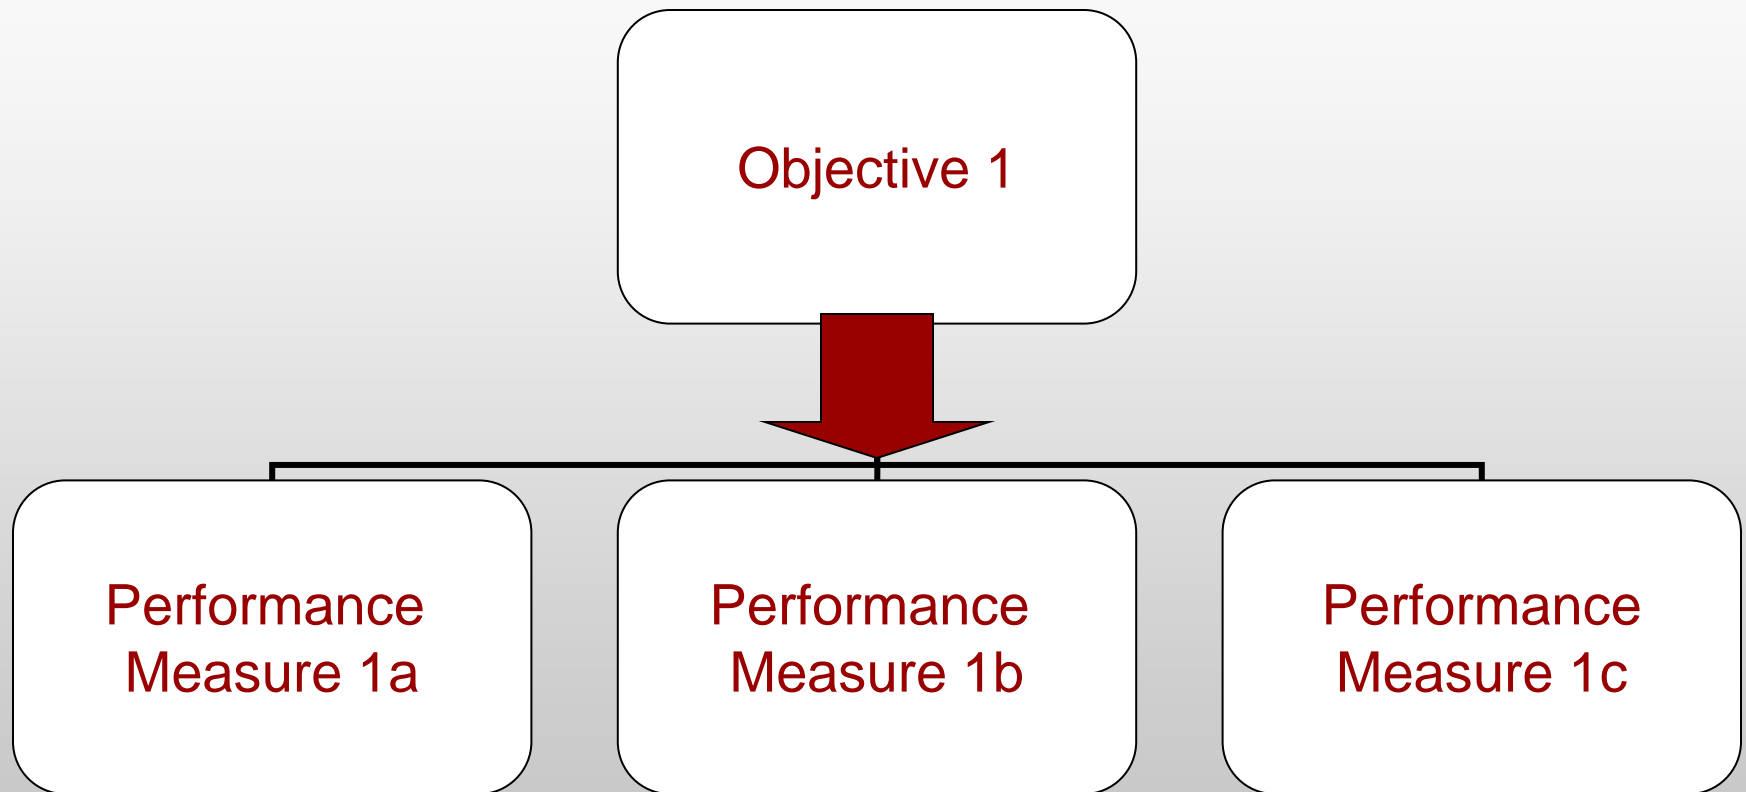 Objective 1
Performance
Measure 1a
Performance
Measure 1b
Performance
Measure 1c